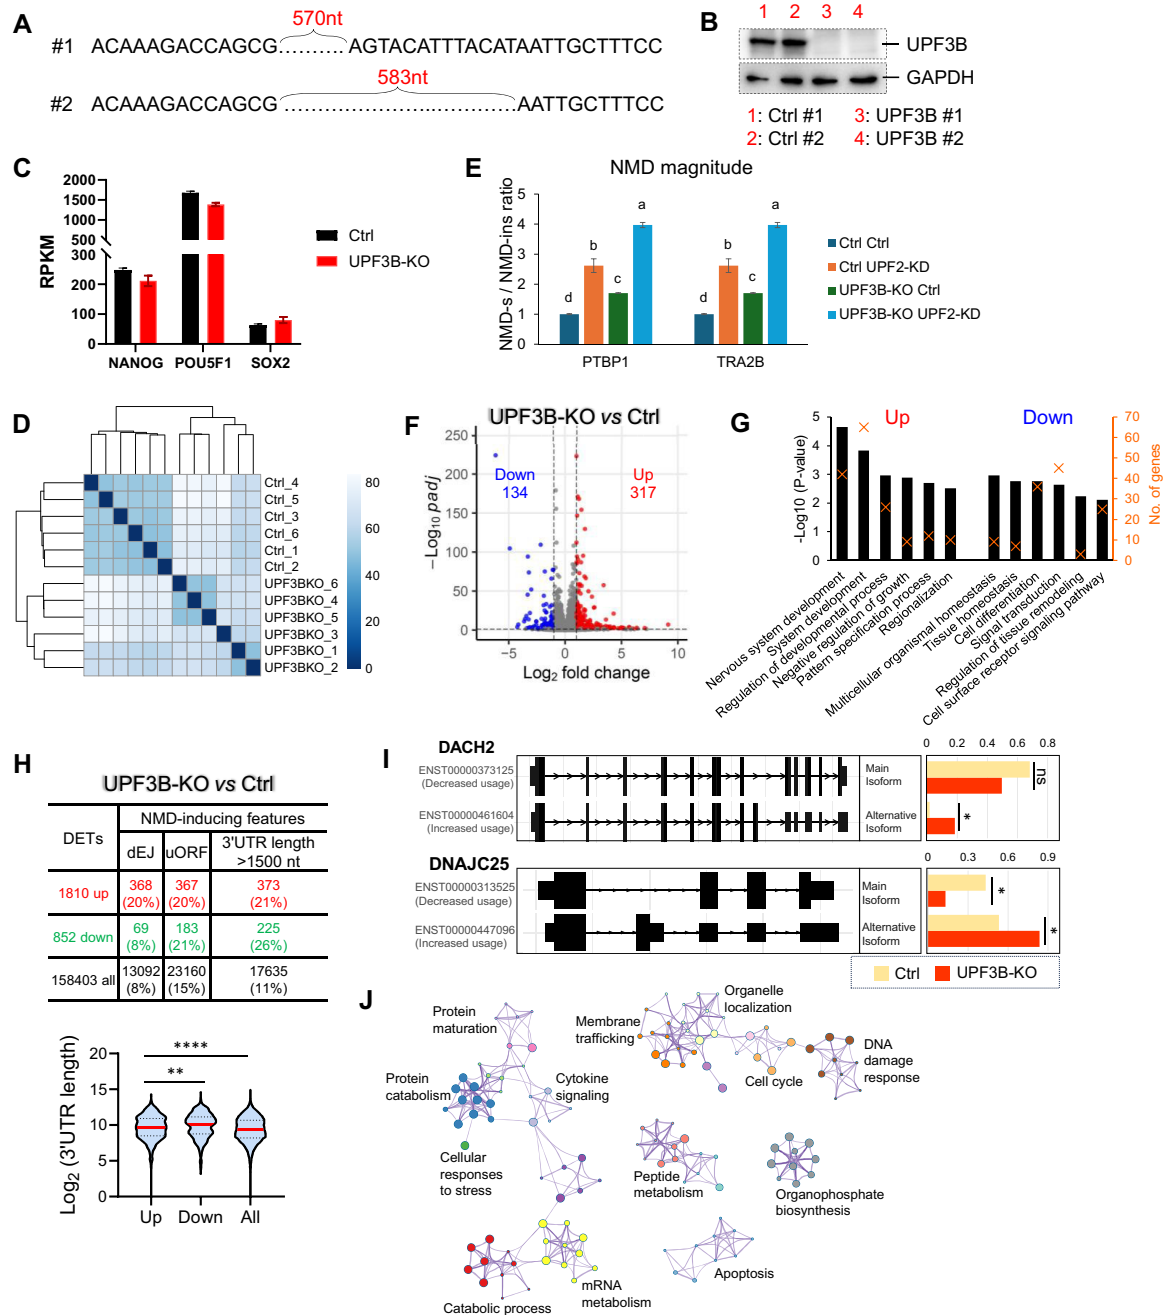 A
570nt
#1 ACAAAGACCAGCG..........AGTACATTTACATAATTGCTTTCC
583nt
#2 ACAAAGACCAGCG..................................AATTGCTTTCC
B
1 2 3 4
UPF3B
GAPDH
1: Ctrl #1 3: UPF3B #1
2: Ctrl #2 4: UPF3B #2
C
RPKM
2000
1500
1000
500
300
200
100
0
NANOG POU5F1 SOX2
Ctrl
UPF3B-KO
E
NMD magnitude
NMD-s / NMD-ins ratio
5
4
3
2
1
0
d b c a d b c a
PTBP1 TRA2B
Ctrl Ctrl
Ctrl UPF2-KD
UPF3B-KO Ctrl
UPF3B-KO UPF2-KD
D
Ctrl_4
Ctrl_5
Ctrl_3
Ctrl_6
Ctrl_1
Ctrl_2
UPF3BKO_6
UPF3BKO_4
UPF3BKO_5
UPF3BKO_3
UPF3BKO_1
UPF3BKO_2
80
60
40
20
0
F
UPF3B-KO vs Ctrl
−Log10 padj
250
200
150
100
50
0
Down
134
Up
317
−5 0 5 10
Log2 fold change
G
Up Down
-Log10 (P-value)
5
4
3
2
1
0
70
60
50
40
30
20
10
0
No. of genes
Nervous system development
System development
Regulation of developmental process
Negative regulation of growth
Pattern specification process
Regionalization
Multicellular organismal homeostasis
Tissue homeostasis
Cell differentiation
Signal transduction
Regulation of tissue remodeling
Cell surface receptor signaling pathway
H
UPF3B-KO vs Ctrl
DETs NMD-inducing features
dEJ uORF 3'UTR length
>1500 nt
1810 up 368 367 373
(20%) (20%) (21%)
852 down 69 183 225
(8%) (21%) (26%)
158403 all 13092 23160 17635
(8%) (15%) (11%)
Log2 (3'UTR length)
20
15
10
5
0
****
**
Up Down All
I
DACH2
ENST00000373125
(Decreased usage)
ENST00000461604
(Increased usage)
Main
Isoform
Alternative
Isoform
0 0.2 0.4 0.6 0.8
ns
*
DNAJC25
ENST00000313525
(Decreased usage)
ENST00000447096
(Increased usage)
Main
Isoform
Alternative
Isoform
0 0.3 0.6 0.9
*
*
Ctrl UPF3B-KO
J
Protein
maturation
Protein
catabolism
Cytokine
signaling
Cellular
responses
to stress
Catabolic process
mRNA
metabolism
Membrane
trafficking
Organelle
localization
Cell cycle
DNA
damage
response
Peptide
metabolism
Organophosphate
biosynthesis
Apoptosis